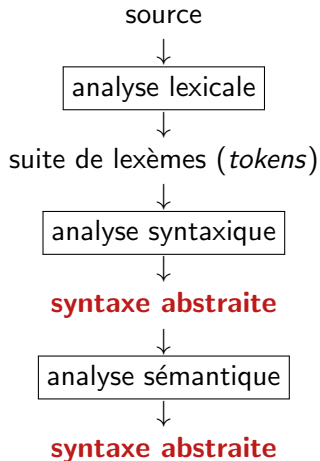 source
analyse lexicale
suite de lexèmes (tokens)
analyse syntaxique
syntaxe abstraite
analyse sémantique
syntaxe abstraite